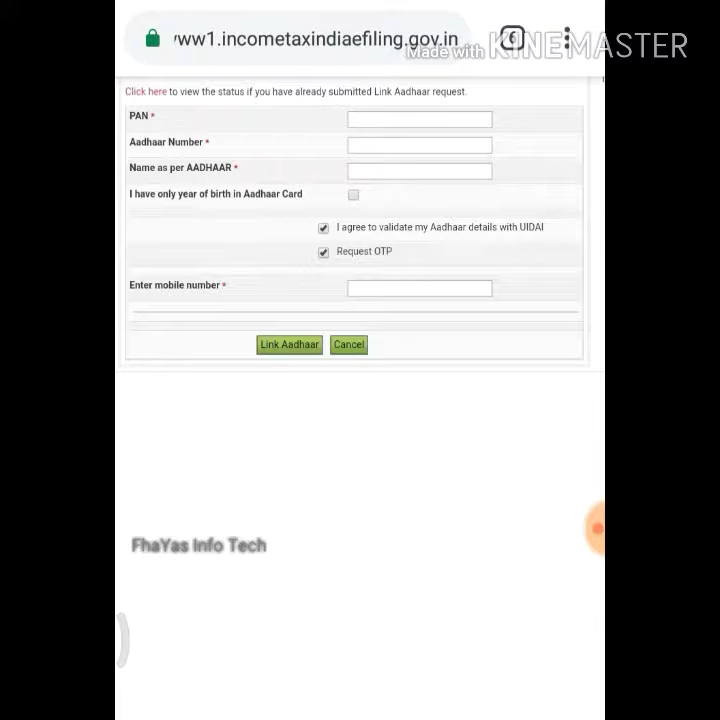 ww1.incometaxindiaefiling.gov.in 6
Made with KINEMASTER
Click here to view the status if you have already submitted Link Aadhaar request.
PAN *
Aadhaar Number *
Name as per AADHAAR *
I have only year of birth in Aadhaar Card
I agree to validate my Aadhaar details with UIDAI
Request OTP
Enter mobile number *
Link Aadhaar Cancel
FhaYas Info Tech